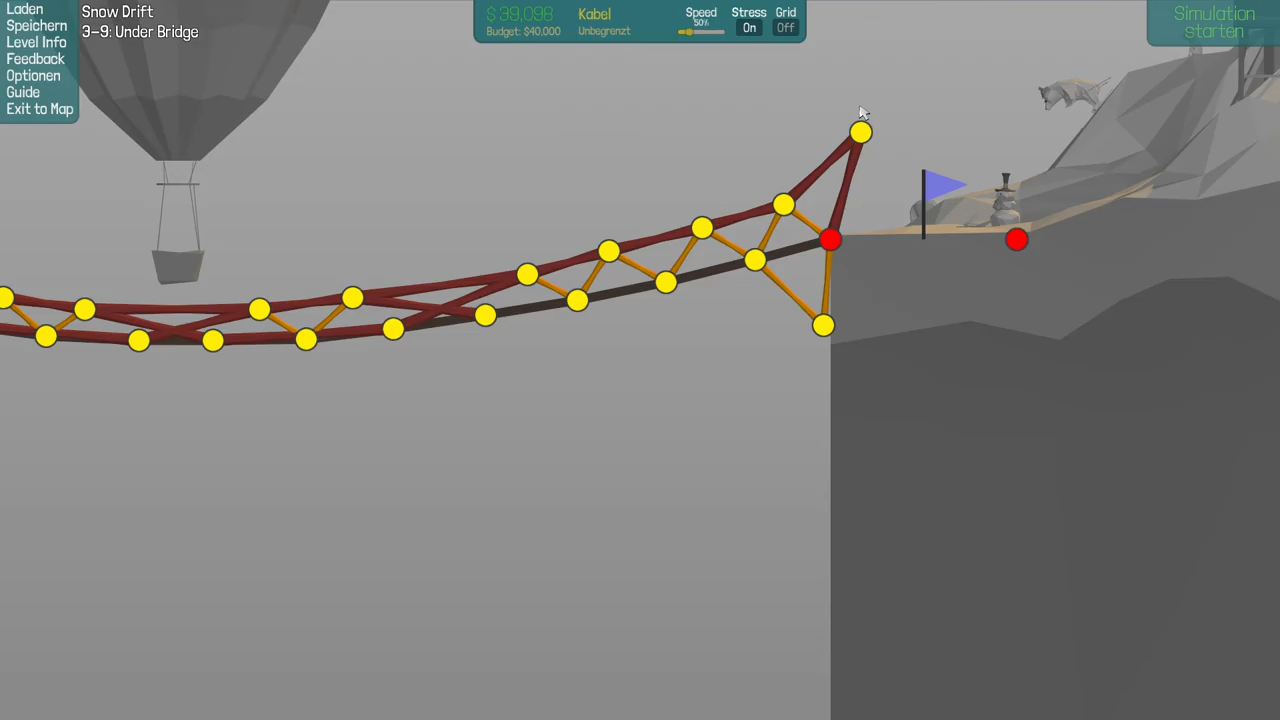 Laden
Speichern
Level Info
Feedback
Optionen
Guide
Exit to Map
Snow Drift
3-9: Under Bridge
$ 39,098
Budget: $40,000
Kabel
Unbegrenzt
Speed
50%
Stress
On
Grid
Off
Simulation
starten